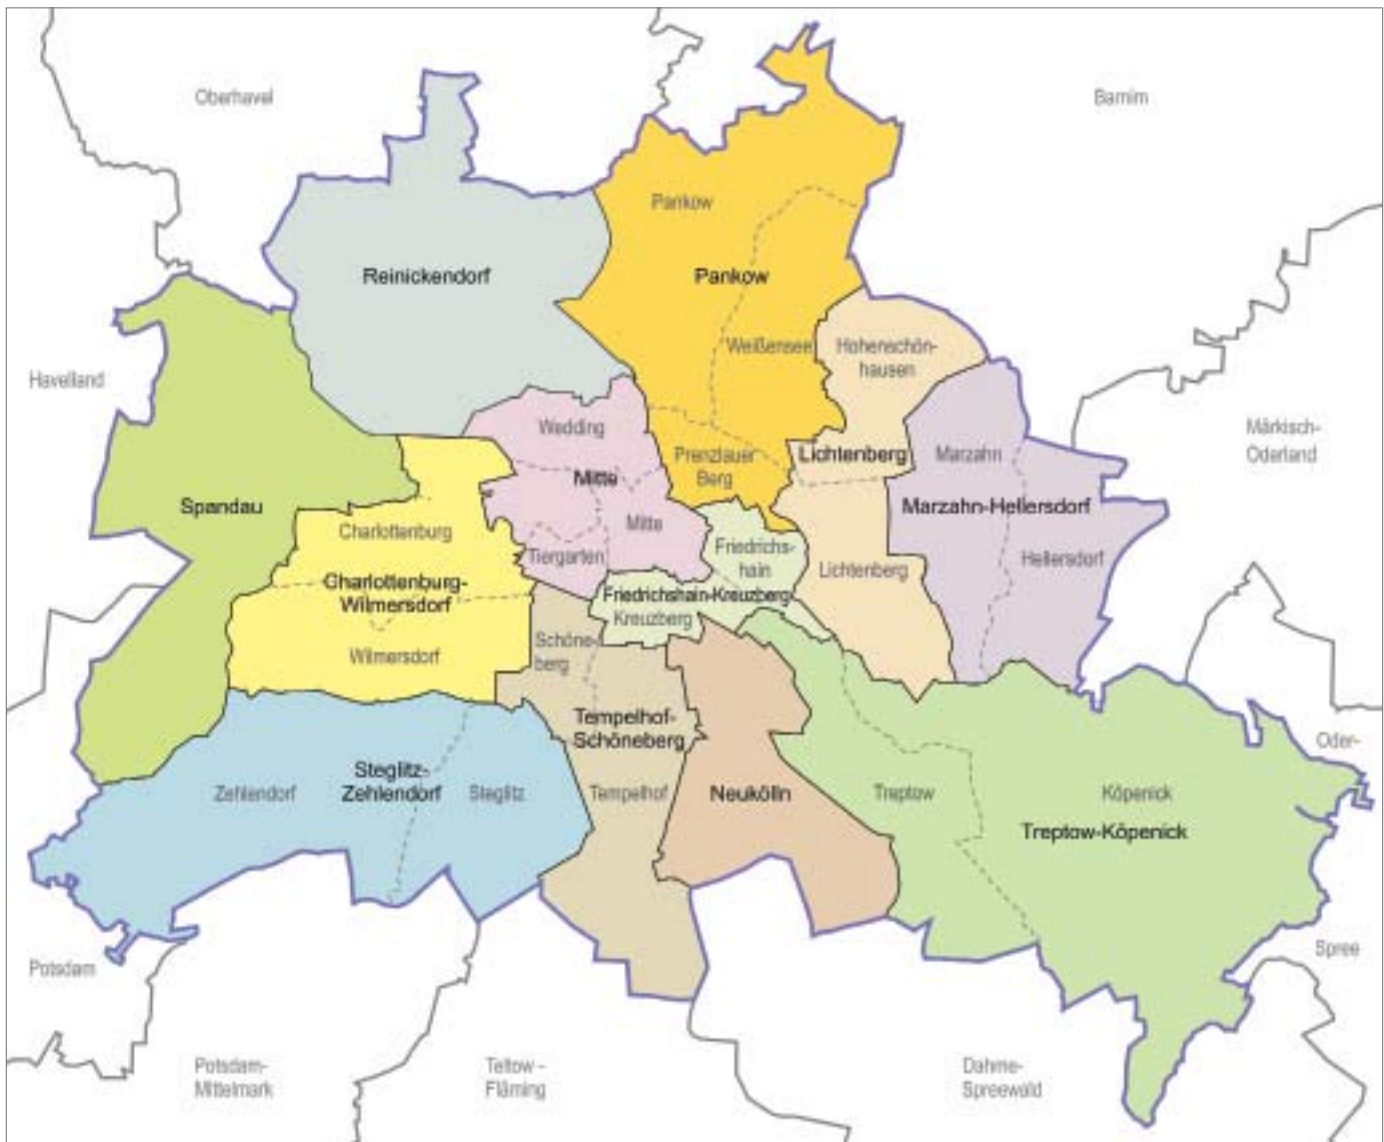 Oberhavel
Barnim
Pankow
Reinickendorf
Pankow
Weißensee
Hohenschön-
hausen
Havelland
Wedding
Prenzlauer
Berg
Lichtenberg
Marzahn
Märkisch-
Oderland
Mitte
Spandau
Charlottenburg
Mitte
Marzahn-Hellersdorf
Tiergarten
Friedrichs-
hain
Lichtenberg
Hellersdorf
Charlottenburg-
Wilmersdorf
Friedrichshain-Kreuzberg
Kreuzberg
Wilmersdorf
Schöne-
berg
Tempelhof-
Schöneberg
Oder-
Steglitz-
Zehlendorf
Zehlendorf
Steglitz
Tempelhof
Neukölln
Treptow
Köpenick
Treptow-Köpenick
Potsdam
Spree
Potsdam-
Mittelmark
Teltow -
Fläming
Dahme-
Spreewald